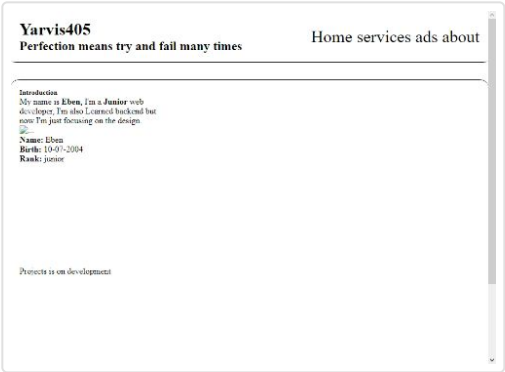 Yarvis405
Perfection means try and fail many times
Home services ads about
Introduction
My name is Eben, I'm a Junior web
developer, I'm also Learned backend but
now I'm just focusing on the design.
Name: Eben
Birth: 10-07-2004
Rank: junior
Projects is on development